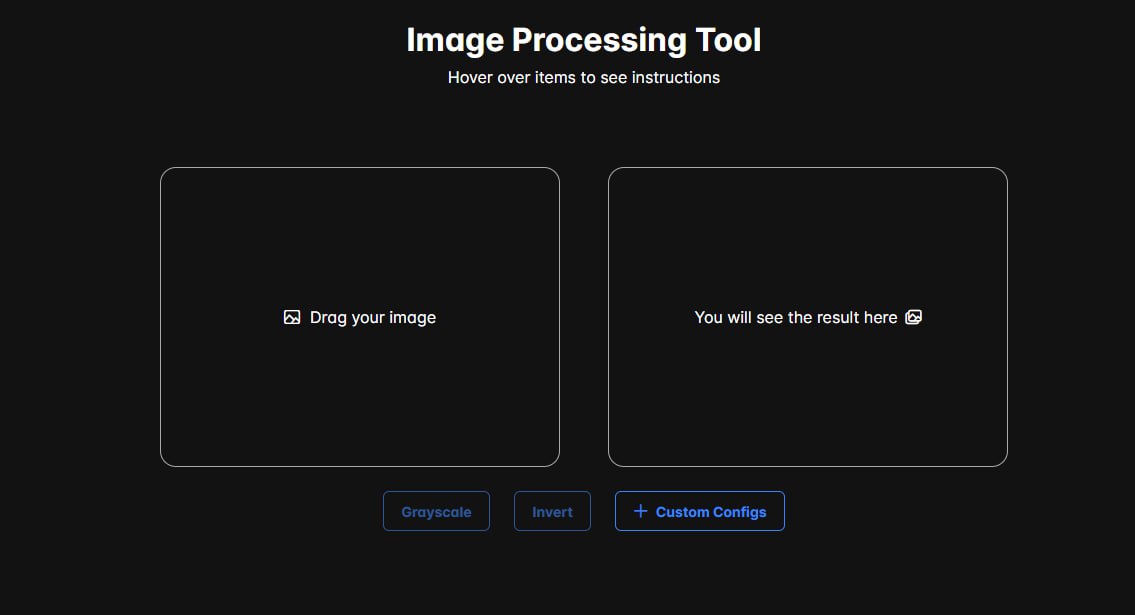 Image Processing Tool
Hover over items to see instructions
Drag your image
You will see the result here
Grayscale
Invert
Custom Configs